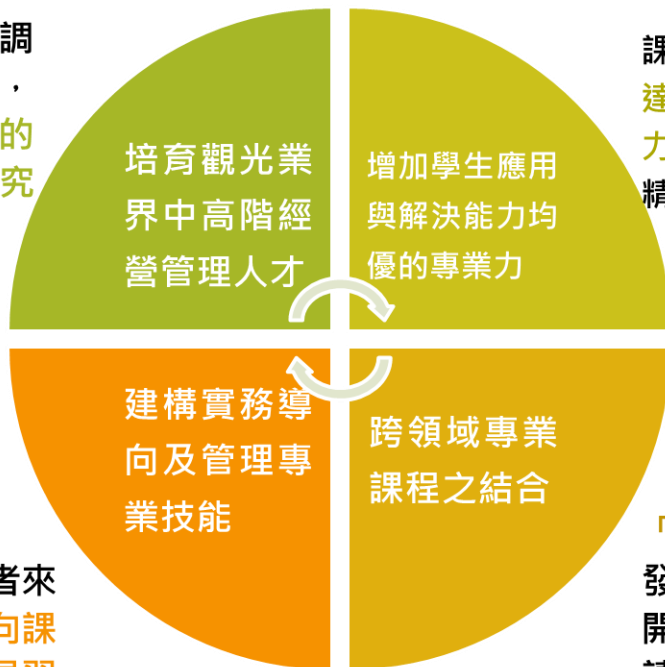 調
，
的
究
培育觀光業
界中高階經
營管理人才
增加學生應用
與解決能力均
優的專業力
課
達
力
精
建構實務導
向及管理專
業技能
跨領域專業
課程之結合
者來
向課
「
發
開